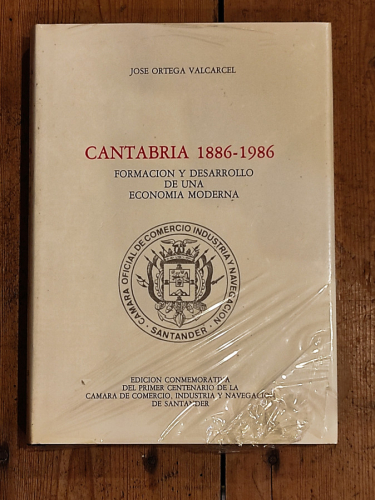 JOSE ORTEGA VALCARCEL
CANTABRIA 1886-1986
FORMACION Y DESARROLLO
DE UNA
ECONOMIA MODERNA
CAMARA OFICIAL DE COMERCIO INDUSTRIA Y NAVEGACION
· SANTANDER ·
EDICION CONMEMORATIVA
DEL PRIMER CENTENARIO DE LA
CAMARA DE COMERCIO, INDUSTRIA Y NAVEGACION
DE SANTANDER